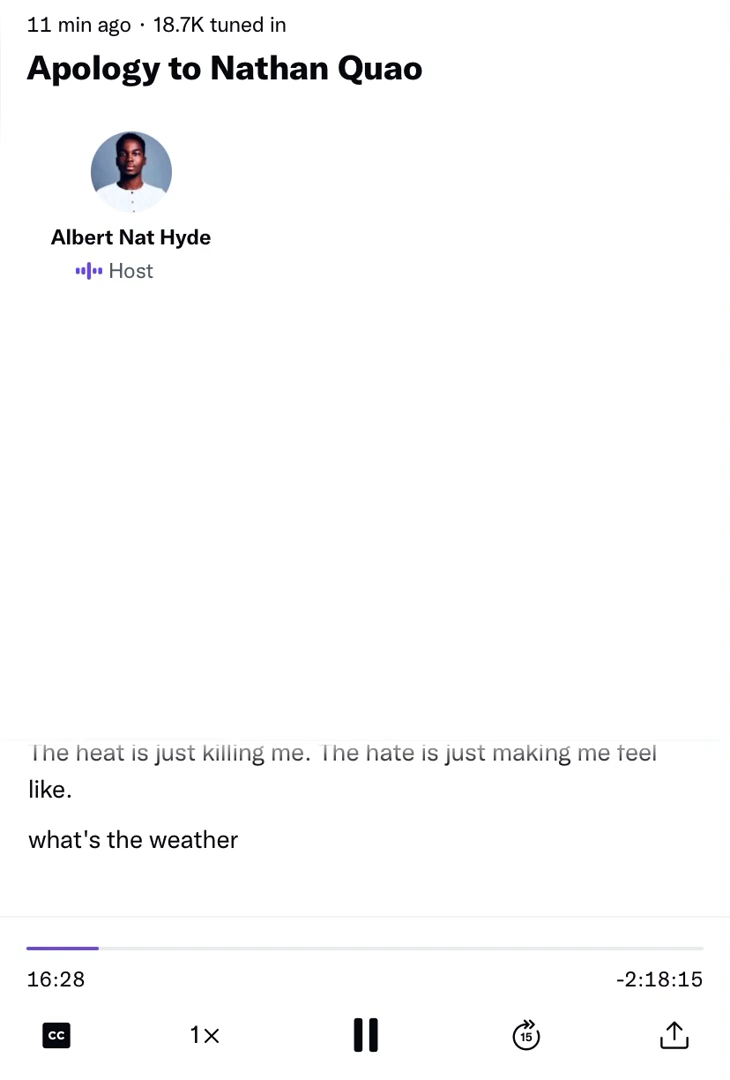 11 min ago · 18.7K tuned in
Apology to Nathan Quao
Albert Nat Hyde
Host
The heat is just killing me. The hate is just making me feel
like.
what's the weather
16:28
-2:18:15
CC
1×
15